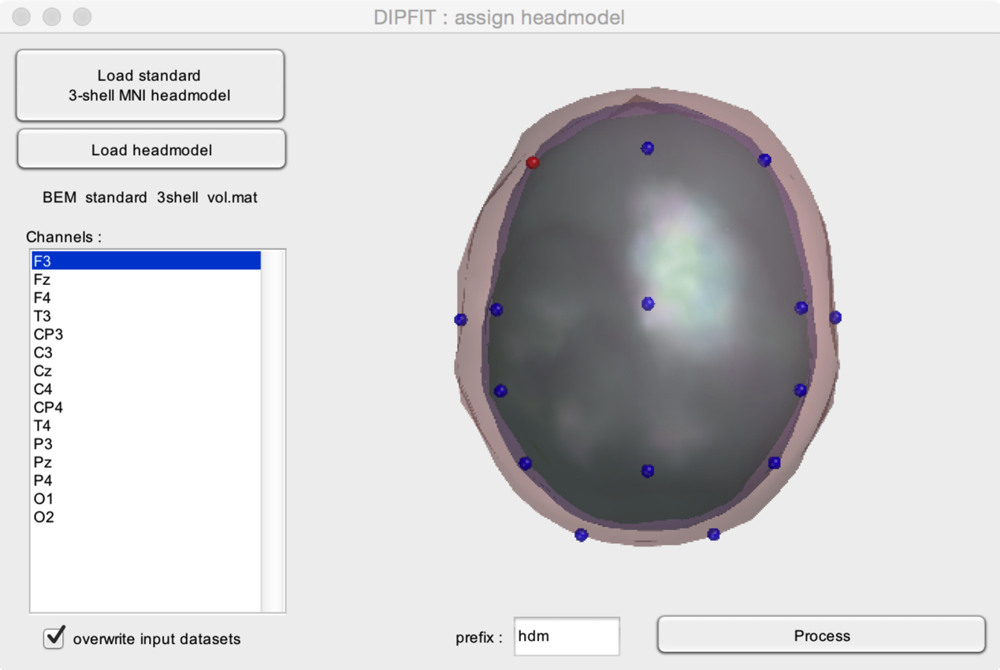 DIPFIT : assign headmodel
Load standard
3-shell MNI headmodel
Load headmodel
BEM standard 3shell vol.mat
Channels :
F3
Fz
F4
T3
CP3
C3
Cz
C4
CP4
T4
P3
Pz
P4
O1
O2
overwrite input datasets
prefix :
hdm
Process